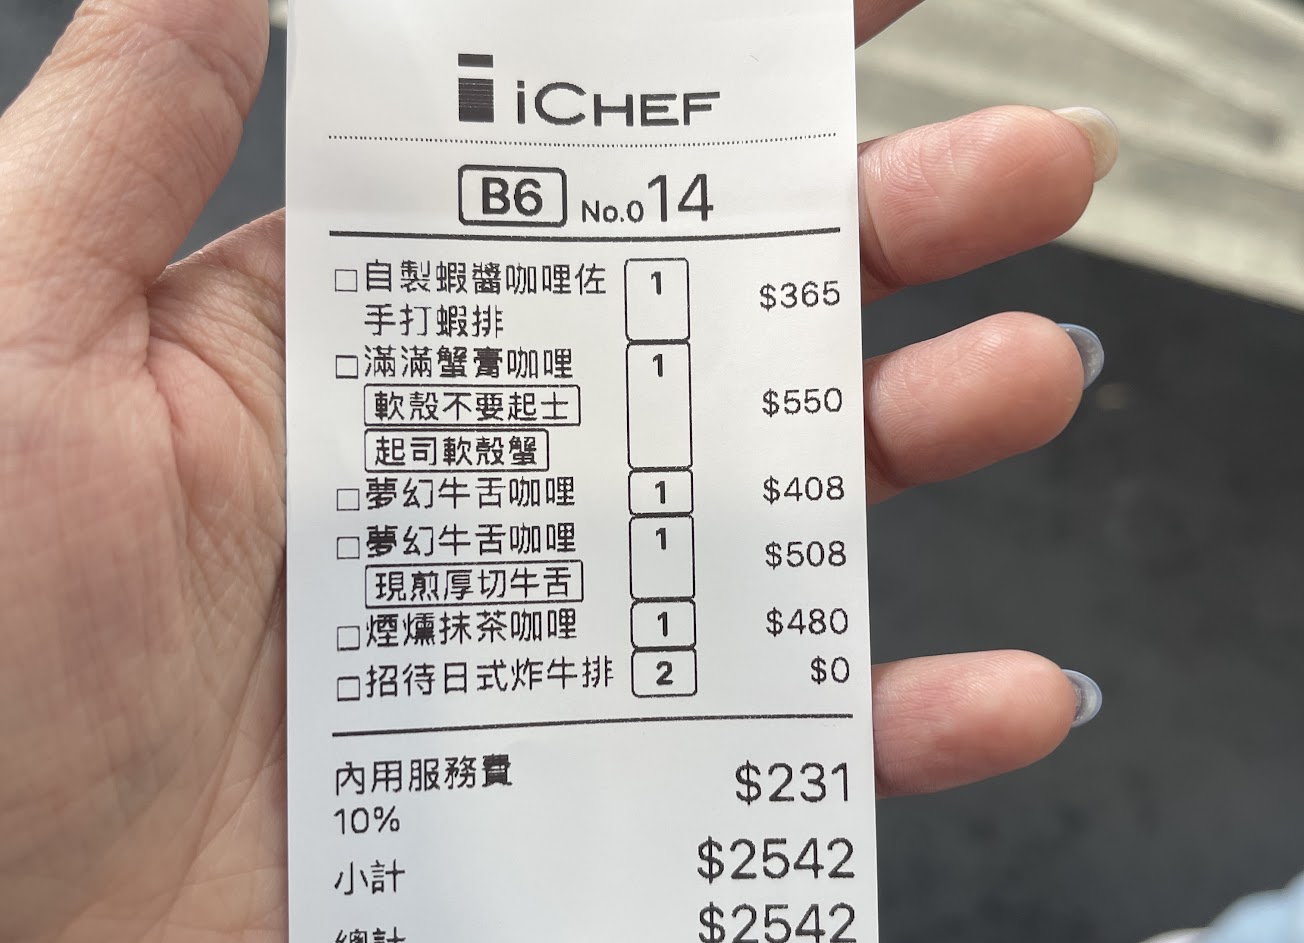 iCHEF
B6 No.014
□自製蝦醬咖哩佐 1 $365
手打蝦排
□滿滿蟹膏咖哩 1 $550
軟殼不要起士
起司軟殼蟹
□夢幻牛舌咖哩 1 $408
□夢幻牛舌咖哩 1 $508
現煎厚切牛舌
□煙燻抹茶咖哩 1 $480
□招待日式炸牛排 2 $0
內用服務費 $231
10%
小計 $2542
總計 $2542